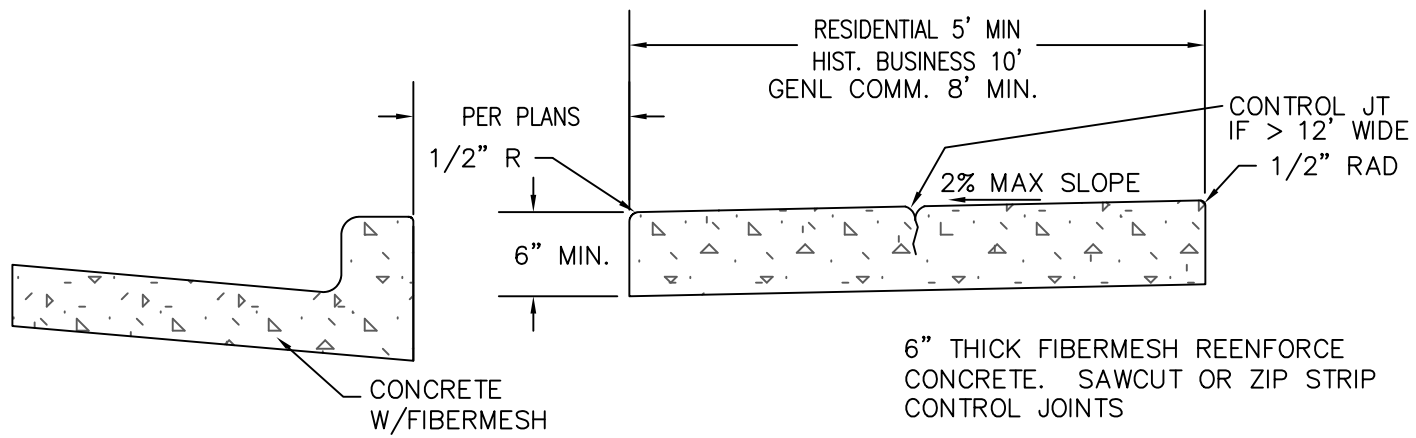 RESIDENTIAL 5' MIN
HIST. BUSINESS 10'
GENL COMM. 8' MIN.
PER PLANS
1/2" R
CONTROL JT
IF > 12' WIDE
1/2" RAD
2% MAX SLOPE
6" MIN.
CONCRETE
W/FIBERMESH
6" THICK FIBERMESH REENFORCE
CONCRETE. SAWCUT OR ZIP STRIP
CONTROL JOINTS